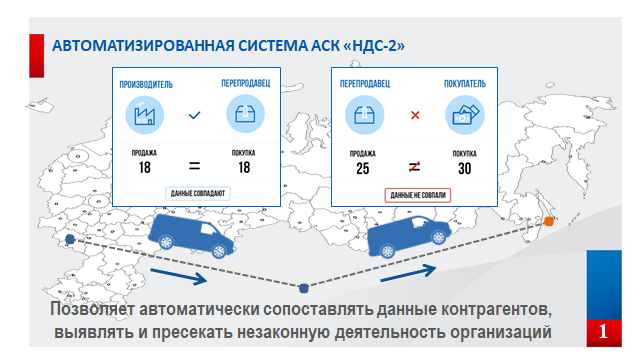 АВТОМАТИЗИРОВАННАЯ СИСТЕМА АСК «НДС-2»
ПРОИЗВОДИТЕЛЬ ПЕРЕПРОДАВЕЦ
ПРОДАЖА ПОКУПКА
18 = 18
ДАННЫЕ СОВПАДАЮТ
ПЕРЕПРОДАВЕЦ ПОКУПАТЕЛЬ
ПРОДАЖА ПОКУПКА
25 ≠ 30
ДАННЫЕ НЕ СОВПАЛИ
Позволяет автоматически сопоставлять данные контрагентов,
выявлять и пресекать незаконную деятельность организаций
1